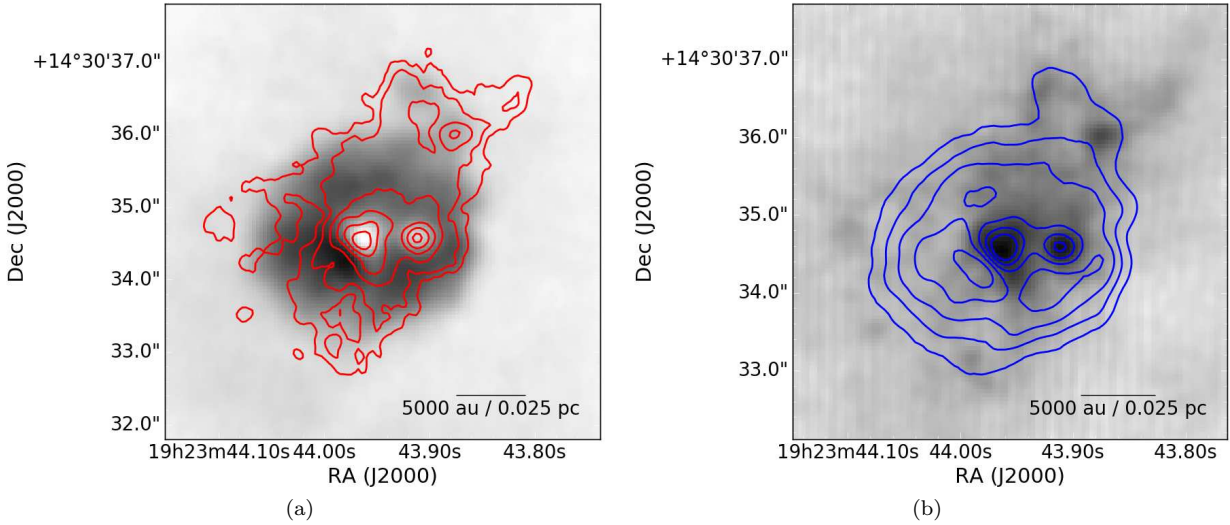 +14°30'37.0"
36.0"
35.0"
34.0"
33.0"
32.0"
Dec (J2000)
5000 au / 0.025 pc
19h23m44.10s 44.00s 43.90s 43.80s
RA (J2000)
(a)
+14°30'37.0"
36.0"
35.0"
34.0"
33.0"
Dec (J2000)
5000 au / 0.025 pc
19h23m44.10s 44.00s 43.90s 43.80s
RA (J2000)
(b)